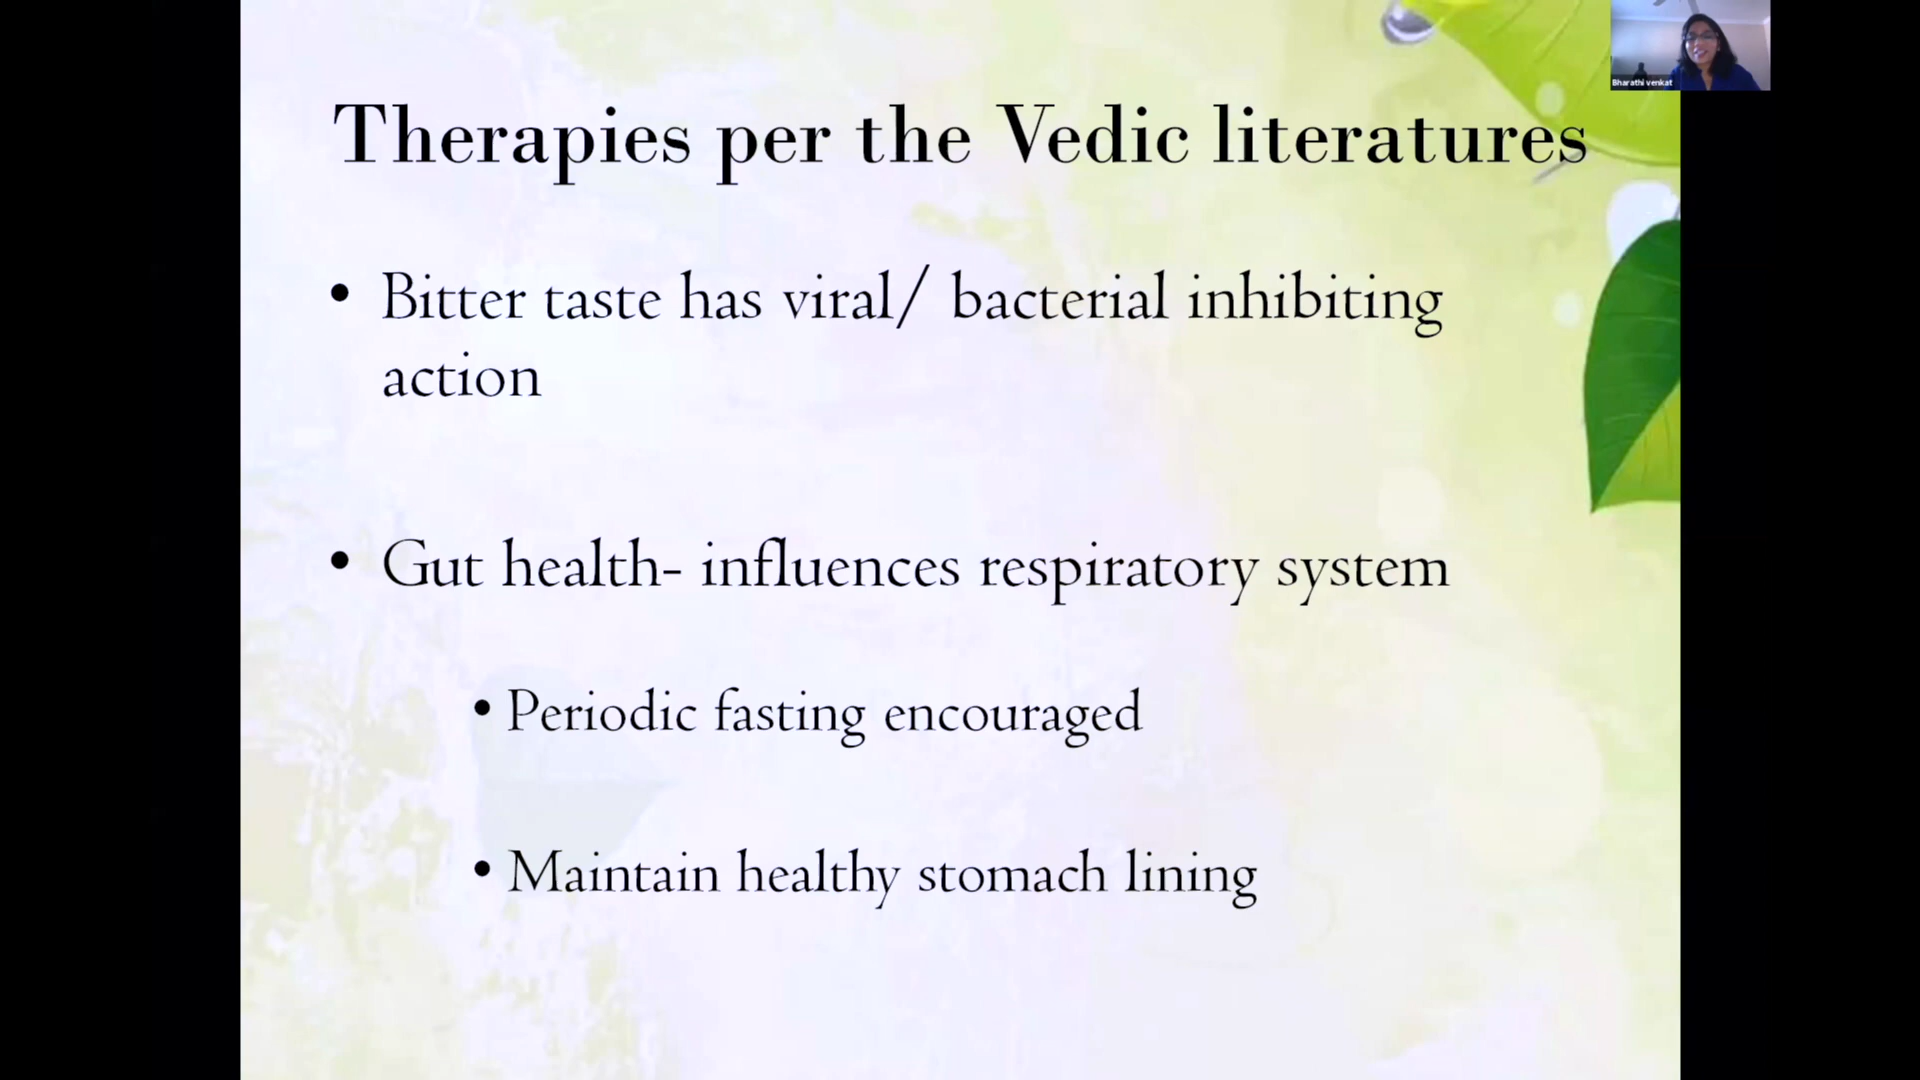 Bharathi venkat
Therapies per the Vedic literatures
• Bitter taste has viral/ bacterial inhibiting
action
• Gut health- influences respiratory system
• Periodic fasting encouraged
• Maintain healthy stomach lining